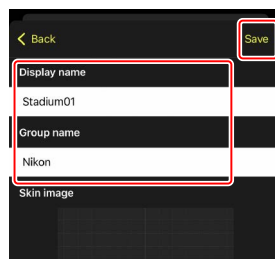 Back Save
Display name
Stadium01
Group name
Nikon
Skin image